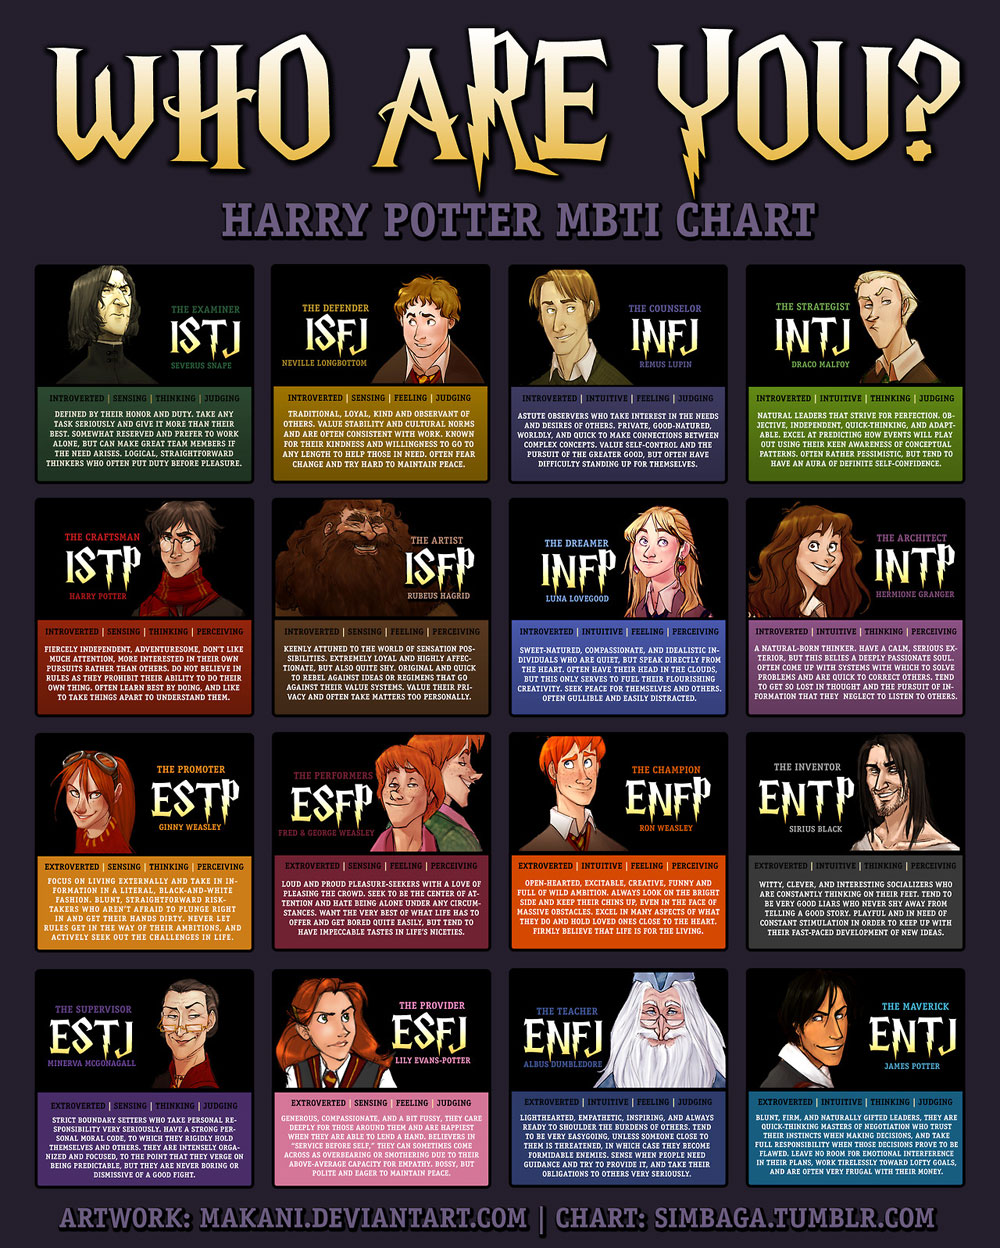 WHO ARE YOU?
HARRY POTTER MBTI CHART
THE EXAMINER
ISTJ
SEVERUS SNAPE
INTROVERTED | SENSING | THINKING | JUDGING
DEFINED BY THEIR HONOR AND DUTY. TAKE ANY
TASK SERIOUSLY AND GIVE IT MORE THAN THEIR
BEST. SOMEWHAT RESERVED AND PREFER TO WORK
ALONE, BUT CAN MAKE GREAT TEAM MEMBERS IF
THE NEED ARISES. LOGICAL, STRAIGHTFORWARD
THINKERS WHO OFTEN PUT DUTY BEFORE PLEASURE.
THE DEFENDER
ISFJ
NEVILLE LONGBOTTOM
INTROVERTED | SENSING | FEELING | JUDGING
TRADITIONAL, LOYAL, KIND AND OBSERVANT OF
OTHERS. VALUE STABILITY AND CULTURAL NORMS
AND ARE OFTEN CONSISTENT WITH WORK. KNOWN
FOR THEIR KINDNESS AND WILLINGNESS TO GO TO
ANY LENGTH TO HELP THOSE IN NEED. OFTEN FEAR
CHANGE AND TRY HARD TO MAINTAIN PEACE.
THE COUNSELOR
INFJ
REMUS LUPIN
INTROVERTED | INTUITIVE | FEELING | JUDGING
ASTUTE OBSERVERS WHO TAKE INTEREST IN THE NEEDS
AND DESIRES OF OTHERS. PRIVATE, GOOD-NATURED,
WORLDLY, AND QUICK TO MAKE CONNECTIONS BETWEEN
COMPLEX CONCEPTS. VALUE SELF-CONTROL AND THE
PURSUIT OF THE GREATER GOOD, BUT OFTEN HAVE
DIFFICULTY STANDING UP FOR THEMSELVES.
THE STRATEGIST
INTJ
DRACO MALFOY
INTROVERTED | INTUITIVE | THINKING | JUDGING
NATURAL LEADERS THAT STRIVE FOR PERFECTION. OB-
JECTIVE, INDEPENDENT, QUICK-THINKING, AND ADAPT-
ABLE. EXCEL AT PREDICTING HOW EVENTS WILL PLAY
OUT USING THEIR KEEN AWARENESS OF CONCEPTUAL
PATTERNS. OFTEN RATHER PESSIMISTIC, BUT TEND TO
HAVE AN AURA OF DEFINITE SELF-CONFIDENCE.
THE CRAFTSMAN
ISTP
HARRY POTTER
INTROVERTED | SENSING | THINKING | PERCEIVING
FIERCELY INDEPENDENT, ADVENTURESOME, DON'T LIKE
MUCH ATTENTION, MORE INTERESTED IN THEIR OWN
PURSUITS RATHER THAN OTHERS. DO NOT BELIEVE IN
RULES AS THEY PROHIBIT THEIR ABILITY TO DO THEIR
OWN THING. OFTEN LEARN BEST BY DOING, AND LIKE
TO TAKE THINGS APART TO UNDERSTAND THEM.
THE ARTIST
ISFP
RUBEUS HAGRID
INTROVERTED | SENSING | FEELING | PERCEIVING
KEENLY ATTUNED TO THE WORLD OF SENSATION POS-
SIBILITIES. EXTREMELY LOYAL AND HIGHLY AFFEC-
TIONATE, BUT ALSO QUITE SHY. ORIGINAL AND QUICK
TO REBEL AGAINST IDEAS OR REGIMENS THAT GO
AGAINST THEIR VALUE SYSTEMS. VALUE THEIR PRI-
VACY AND OFTEN TAKE MATTERS TOO PERSONALLY.
THE DREAMER
INFP
LUNA LOVEGOOD
INTROVERTED | INTUITIVE | FEELING | PERCEIVING
SWEET-NATURED, COMPASSIONATE, AND IDEALISTIC IN-
DIVIDUALS WHO ARE QUIET, BUT SPEAK DIRECTLY FROM
THE HEART. OFTEN HAVE THEIR HEAD IN THE CLOUDS,
BUT THIS ONLY SERVES TO FUEL THEIR FLOURISHING
CREATIVITY. SEEK PEACE FOR THEMSELVES AND OTHERS.
OFTEN GULLIBLE AND EASILY DISTRACTED.
THE ARCHITECT
INTP
HERMIONE GRANGER
INTROVERTED | INTUITIVE | THINKING | PERCEIVING
A NATURAL-BORN THINKER. HAVE A CALM, SERIOUS EX-
TERIOR, BUT THIS BELIES A DEEPLY PASSIONATE SOUL.
OFTEN COME UP WITH SYSTEMS WITH WHICH TO SOLVE
PROBLEMS AND ARE QUICK TO CORRECT OTHERS. TEND
TO GET SO LOST IN THOUGHT AND THE PURSUIT OF IN-
FORMATION THAT THEY NEGLECT TO LISTEN TO OTHERS.
THE PROMOTER
ESTP
GINNY WEASLEY
EXTROVERTED | SENSING | THINKING | PERCEIVING
FOCUS ON LIVING EXTERNALLY AND TAKE IN IN-
FORMATION IN A LITERAL, BLACK-AND-WHITE
FASHION. BLUNT, STRAIGHTFORWARD RISK-
TAKERS WHO AREN'T AFRAID TO PLUNGE RIGHT
IN AND GET THEIR HANDS DIRTY. NEVER LET
RULES GET IN THE WAY OF THEIR AMBITIONS, AND
ACTIVELY SEEK OUT THE CHALLENGES IN LIFE.
THE PERFORMERS
ESFP
FRED & GEORGE WEASLEY
EXTROVERTED | SENSING | FEELING | PERCEIVING
LOUD AND PROUD PLEASURE-SEEKERS WITH A LOVE OF
PLEASING THE CROWD. SEEK TO BE THE CENTER OF AT-
TENTION AND HATE BEING ALONE UNDER ANY CIRCUM-
STANCES. WANT THE VERY BEST OF WHAT LIFE HAS TO
OFFER AND GET BORED QUITE EASILY, BUT TEND TO
HAVE IMPECCABLE TASTES IN LIFE'S NICETIES.
THE CHAMPION
ENFP
RON WEASLEY
EXTROVERTED | INTUITIVE | FEELING | PERCEIVING
OPEN-HEARTED, EXCITABLE, CREATIVE, FUNNY AND
FULL OF WILD AMBITION. ALWAYS LOOK ON THE BRIGHT
SIDE AND KEEP THEIR CHINS UP, EVEN IN THE FACE OF
MASSIVE OBSTACLES. EXCEL IN MANY ASPECTS OF WHAT
THEY DO AND HOLD LOVED ONES CLOSE TO THE HEART.
FIRMLY BELIEVE THAT LIFE IS FOR THE LIVING.
THE INVENTOR
ENTP
SIRIUS BLACK
EXTROVERTED | INTUITIVE | THINKING | PERCEIVING
WITTY, CLEVER, AND INTERESTING SOCIALIZERS WHO
ARE CONSTANTLY THINKING ON THEIR FEET. TEND TO
BE VERY GOOD LIARS WHO NEVER SHY AWAY FROM
TELLING A GOOD STORY. PLAYFUL AND IN NEED OF
CONSTANT STIMULATION IN ORDER TO KEEP UP WITH
THEIR FAST-PACED DEVELOPMENT OF NEW IDEAS.
THE SUPERVISOR
ESTJ
MINERVA MCGONAGALL
EXTROVERTED | SENSING | THINKING | JUDGING
STRICT BOUNDARY SETTERS WHO TAKE PERSONAL RE-
SPONSIBILITY VERY SERIOUSLY. HAVE A STRONG PER-
SONAL MORAL CODE, TO WHICH THEY RIGIDLY HOLD
THEMSELVES AND OTHERS. THEY ARE INTENSELY ORGA-
NIZED AND FOCUSED, TO THE POINT THAT THEY VERGE ON
BEING PREDICTABLE, BUT THEY ARE NEVER BORING OR
DISMISSIVE OF A GOOD FIGHT.
THE PROVIDER
ESFJ
LILY EVANS-POTTER
EXTROVERTED | SENSING | FEELING | JUDGING
GENEROUS, COMPASSIONATE, AND A BIT FUSSY, THEY CARE
DEEPLY FOR THOSE AROUND THEM AND ARE HAPPIEST
WHEN THEY ARE ABLE TO LEND A HAND. BELIEVERS IN
"SERVICE BEFORE SELF," THEY CAN SOMETIMES COME
ACROSS AS OVERBEARING OR SMOTHERING DUE TO THEIR
ABOVE-AVERAGE CAPACITY FOR EMPATHY. BOSSY, BUT
POLITE AND EAGER TO MAINTAIN PEACE.
THE TEACHER
ENFJ
ALBUS DUMBLEDORE
EXTROVERTED | INTUITIVE | FEELING | JUDGING
LIGHTHEARTED, EMPATHETIC, INSPIRING, AND ALWAYS
READY TO SHOULDER THE BURDENS OF OTHERS. TEND
TO BE VERY EASYGOING, UNLESS SOMEONE CLOSE TO
THEM IS THREATENED, IN WHICH CASE THEY BECOME
FORMIDABLE ENEMIES. SENSE WHEN PEOPLE NEED
GUIDANCE AND TRY TO PROVIDE IT, AND TAKE THEIR
OBLIGATIONS TO OTHERS VERY SERIOUSLY.
THE MAVERICK
ENTJ
JAMES POTTER
EXTROVERTED | INTUITIVE | THINKING | JUDGING
BLUNT, FIRM, AND NATURALLY GIFTED LEADERS, THEY ARE
QUICK-THINKING MASTERS OF NEGOTIATION WHO TRUST
THEIR INSTINCTS WHEN MAKING DECISIONS, AND TAKE
FULL RESPONSIBILITY WHEN THOSE DECISIONS PROVE TO BE
FLAWED. LEAVE NO ROOM FOR EMOTIONAL INTERFERENCE
IN THEIR PLANS, WORK TIRELESSLY TOWARD LOFTY GOALS,
AND ARE OFTEN VERY FRUGAL WITH THEIR MONEY.
ARTWORK: MAKANI.DEVIANTART.COM | CHART: SIMBAGA.TUMBLR.COM